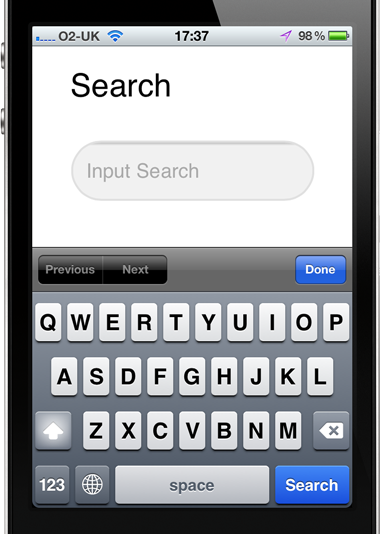 O2-UK 17:37 98 %
Search
Input Search
Previous Next Done
Q W E R T Y U I O P
A S D F G H J K L
Z X C V B N M
123 space Search